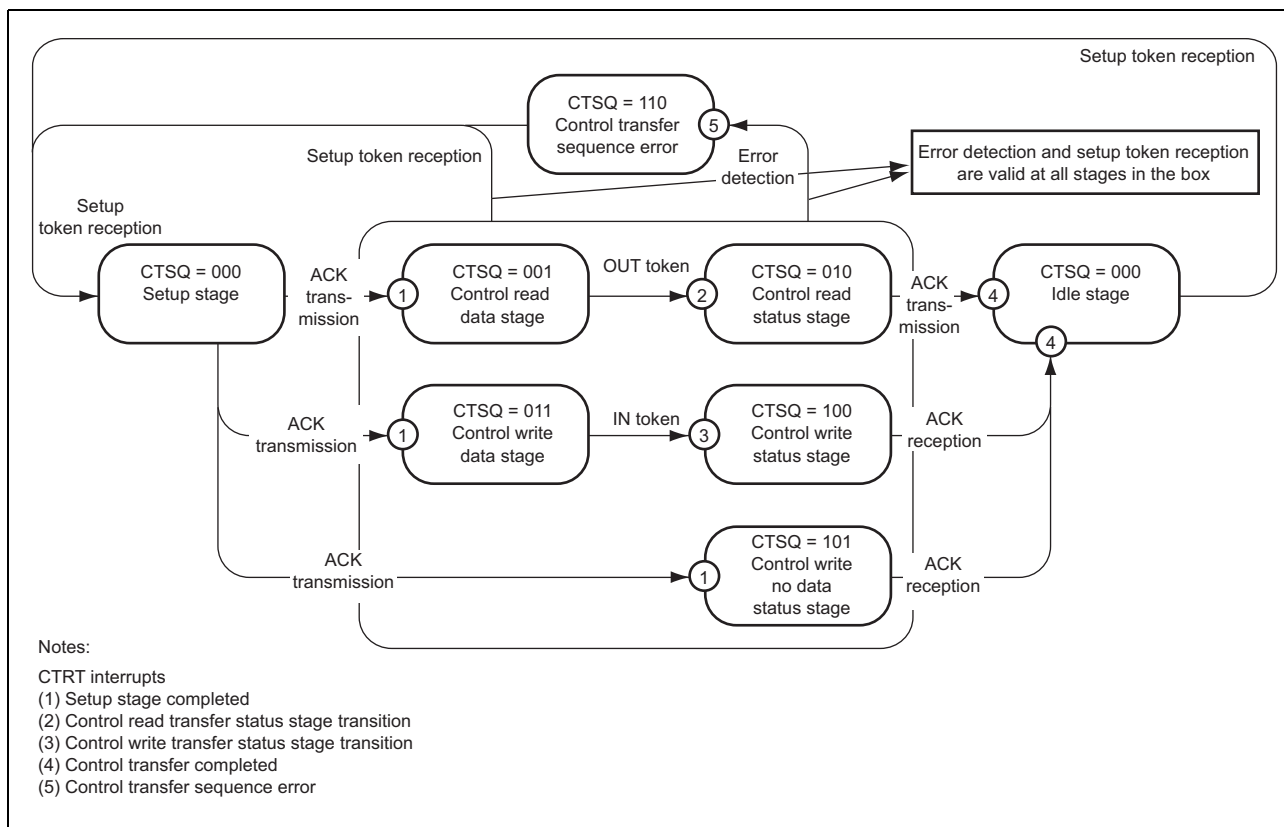 Setup token reception
CTSQ = 110
Control transfer
sequence error
5
Setup token reception
Error
detection
Error detection and setup token reception
are valid at all stages in the box
Setup
token reception
CTSQ = 000
Setup stage
ACK
trans-
mission
1
CTSQ = 001
Control read
data stage
OUT token
2
CTSQ = 010
Control read
status stage
ACK
trans-
mission
4
CTSQ = 000
Idle stage
4
ACK
transmission
1
CTSQ = 011
Control write
data stage
IN token
3
CTSQ = 100
Control write
status stage
ACK
reception
ACK
transmission
1
CTSQ = 101
Control write
no data
status stage
ACK
reception
Notes:
CTRT interrupts
(1) Setup stage completed
(2) Control read transfer status stage transition
(3) Control write transfer status stage transition
(4) Control transfer completed
(5) Control transfer sequence error